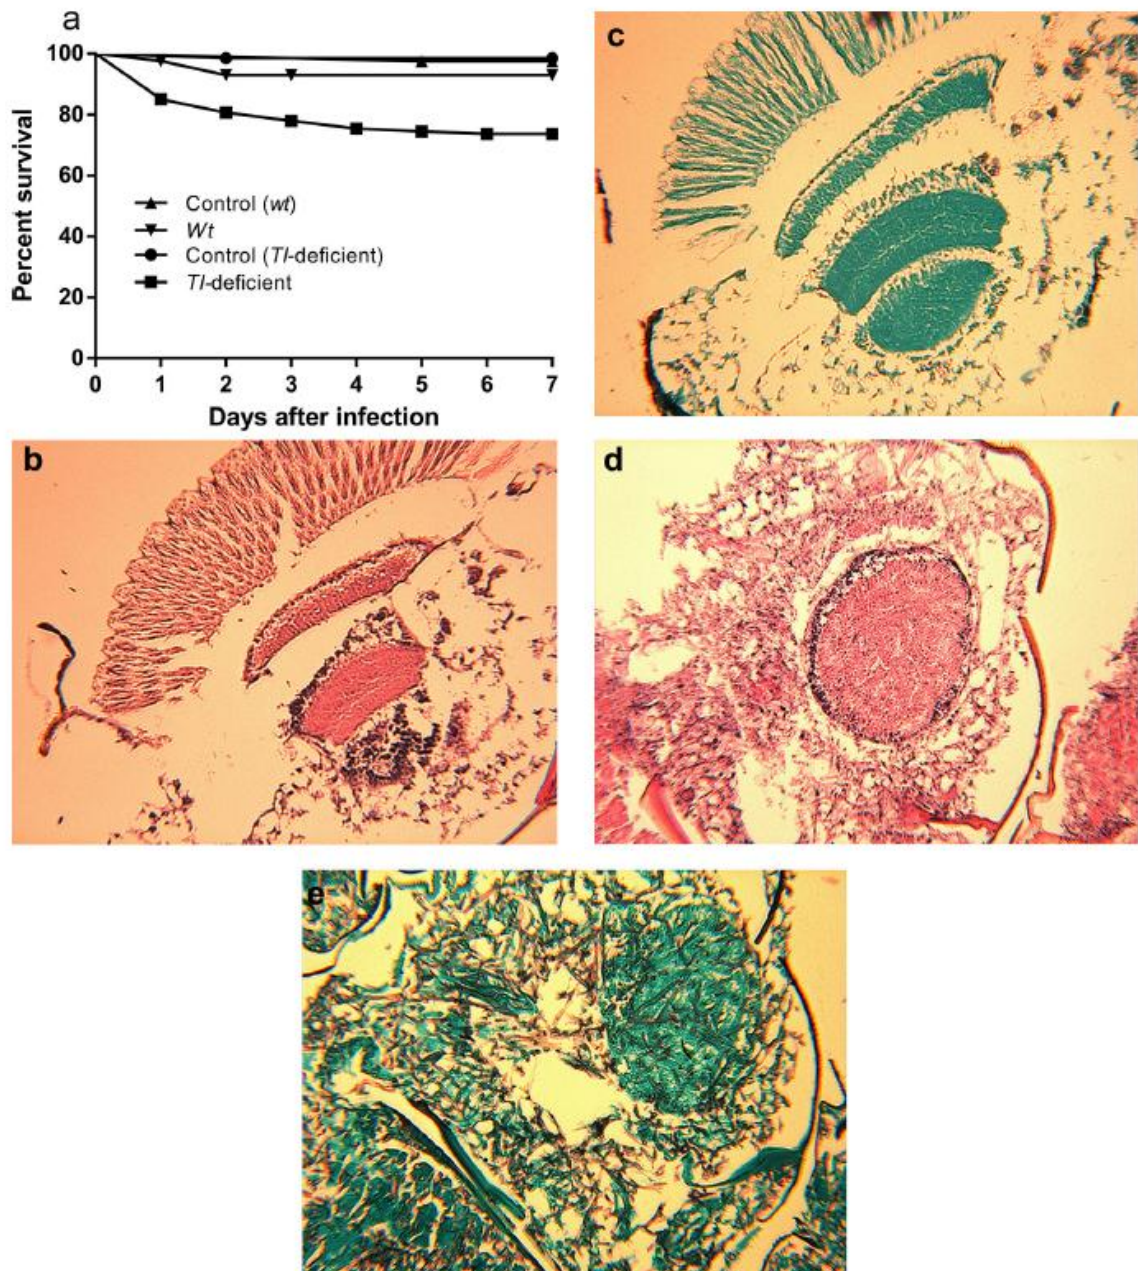 a
100
80
60
40
20
0
Percent survival
Control (wt)
Wt
Control (Tl-deficient)
Tl-deficient
0 1 2 3 4 5 6 7
Days after infection
c
b
d
e